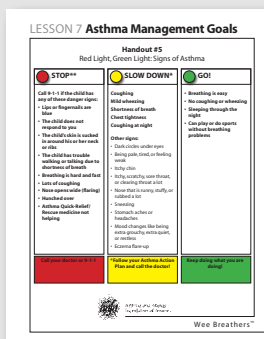 LESSON 7 Asthma Management Goals
Handout #5
Red Light, Green Light: Signs of Asthma
STOP**
Call 9-1-1 if the child has
any of these danger signs:
• Lips or fingernails are
blue
• The child does not
respond to you
• The child's skin is sucked
in around his or her neck
or ribs
• The child has trouble
walking or talking due to
shortness of breath
• Breathing is hard and fast
• Lots of coughing
• Nose opens wide (flaring)
• Hunched over
• Asthma Quick-Relief/
Rescue medicine not
helping
Call your doctor or 9-1-1
SLOW DOWN*
Coughing
Mild wheezing
Shortness of breath
Chest tightness
Coughing at night
Other signs:
• Dark circles under eyes
• Being pale, tired, or feeling
weak
• Itchy chin
• Itchy, scratchy, sore throat,
or clearing throat a lot
• Nose that is runny, stuffy, or
rubbed a lot
• Sneezing
• Stomach aches or
headaches
• Mood changes like being
extra grouchy, extra quiet,
or restless
• Eczema flare-up
*Follow your Asthma Action
Plan and call the doctor!
GO!
• Breathing is easy
• No coughing or wheezing
• Sleeping through the
night
• Can play or do sports
without breathing
problems
Keep doing what you are
doing!
Wee Breathers™